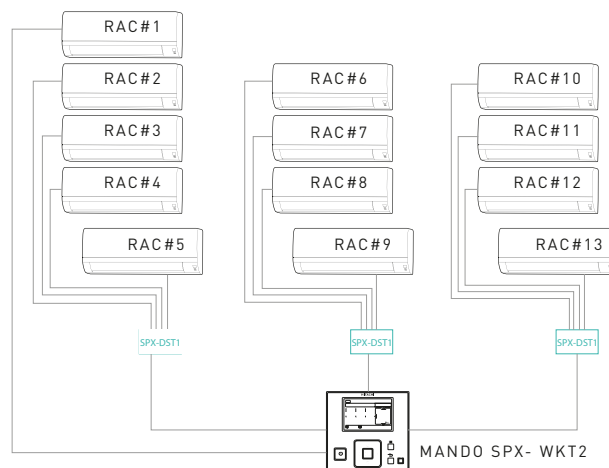 RAC#1
RAC#2
RAC#3
RAC#4
RAC#5
RAC#6
RAC#7
RAC#8
RAC#9
RAC#10
RAC#11
RAC#12
RAC#13
SPX-DST1
SPX-DST1
SPX-DST1
HITACHI
MANDO SPX- WKT2